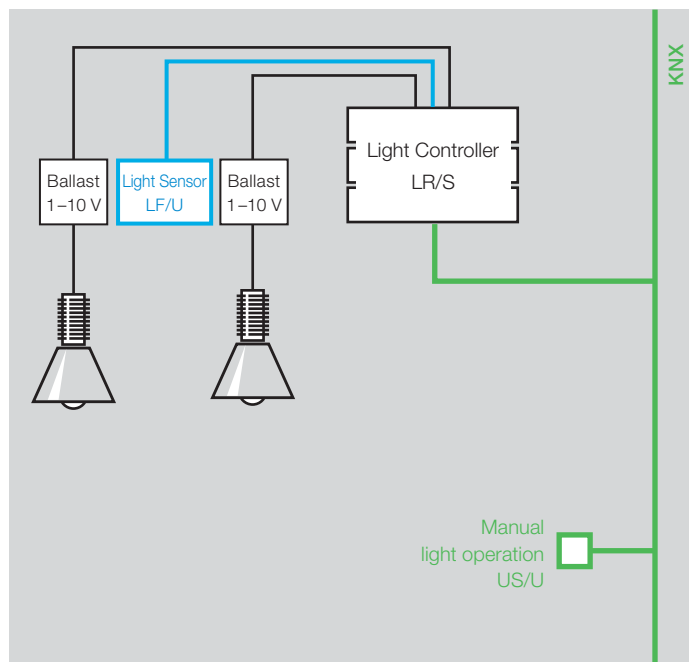 KNX
Light Controller
LR/S
Ballast
1–10 V
Light Sensor
LF/U
Ballast
1–10 V
Manual
light operation
US/U